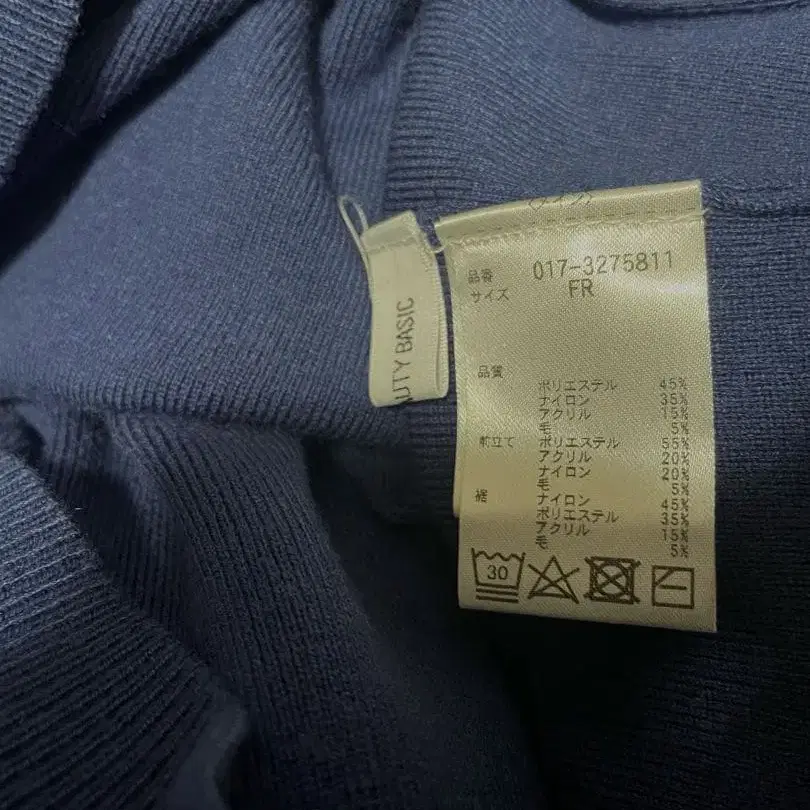 AUTY BASIC
品番 017-3275811
サイズ FR
品質
ポリエステル 45%
ナイロン 35%
アクリル 15%
毛 5%
前立て ポリエステル 55%
アクリル 20%
ナイロン 20%
毛 5%
裾 ナイロン 45%
ポリエステル 35%
アクリル 15%
毛 5%
30